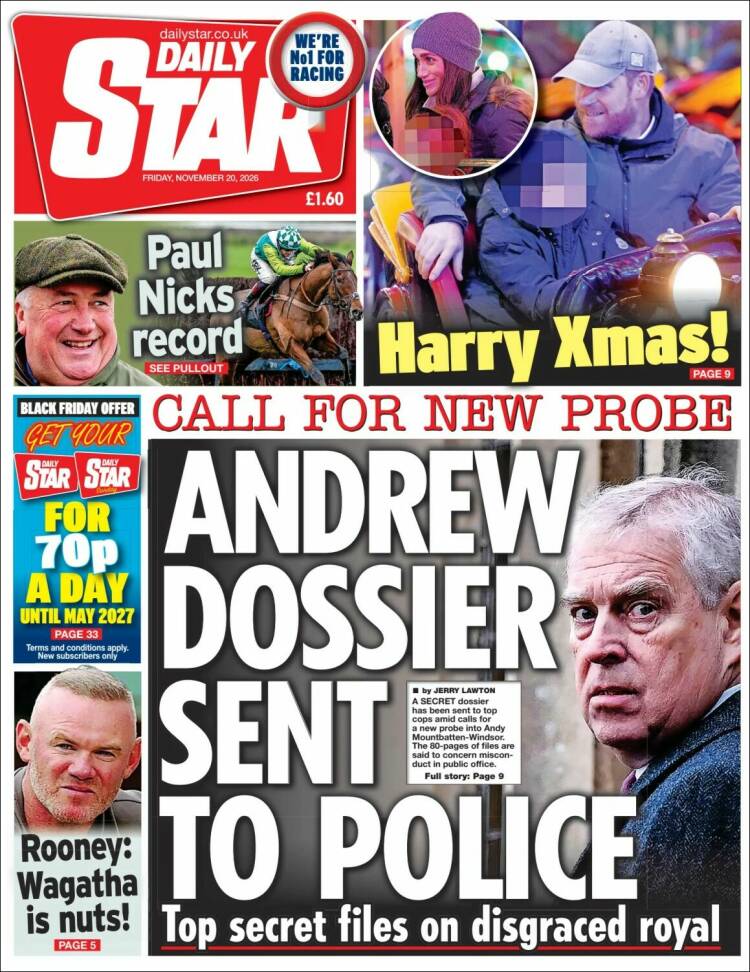 dailystar.co.uk
DAILY
STAR
WE'RE
No1 FOR
RACING
FRIDAY, NOVEMBER 20, 2026
£1.60
Paul
Nicks
record
SEE PULLOUT
Harry Xmas!
PAGE 9
BLACK FRIDAY OFFER
GET YOUR
DAILY
STAR
DAILY
STAR
Sunday
FOR
70p
A DAY
UNTIL MAY 2027
PAGE 33
Terms and conditions apply.
New subscribers only
Rooney:
Wagatha
is nuts!
PAGE 5
CALL FOR NEW PROBE
ANDREW
DOSSIER
SENT
TO POLICE
■ by JERRY LAWTON
A SECRET dossier
has been sent to top
cops amid calls for
a new probe into Andy
Mountbatten-Windsor.
The 80-pages of files are
said to concern miscon-
duct in public office.
Full story: Page 9
Top secret files on disgraced royal